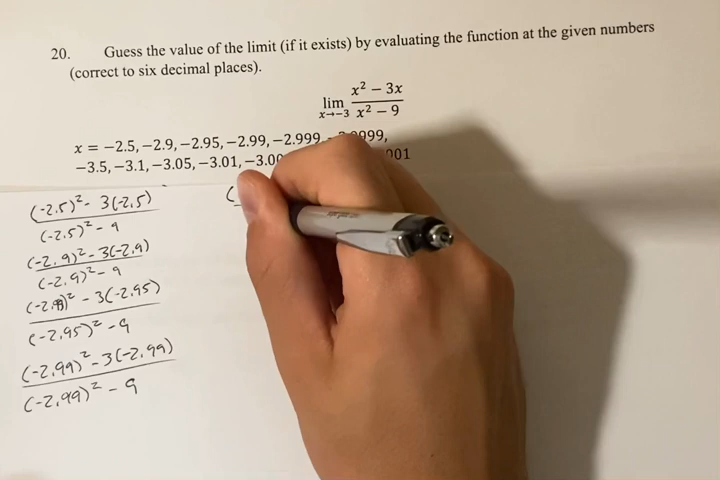 20. Guess the value of the limit (if it exists) by evaluating the function at the given numbers
(correct to six decimal places).
x² − 3x
lim
x→−3 x² − 9
x = −2.5, −2.9, −2.95, −2.99, −2.999, 999,
−3.5, −3.1, −3.05, −3.01, −3.00 001
(-2.5)² - 3(-2.5)
(-2.5)² - 9
(-2.9)² - 3(-2.9)
(-2.9)² - 9
- 3(-2.95)
(-2.95)² - 9
(-2.99)² - 3(-2.99)
(-2.99)² - 9
(